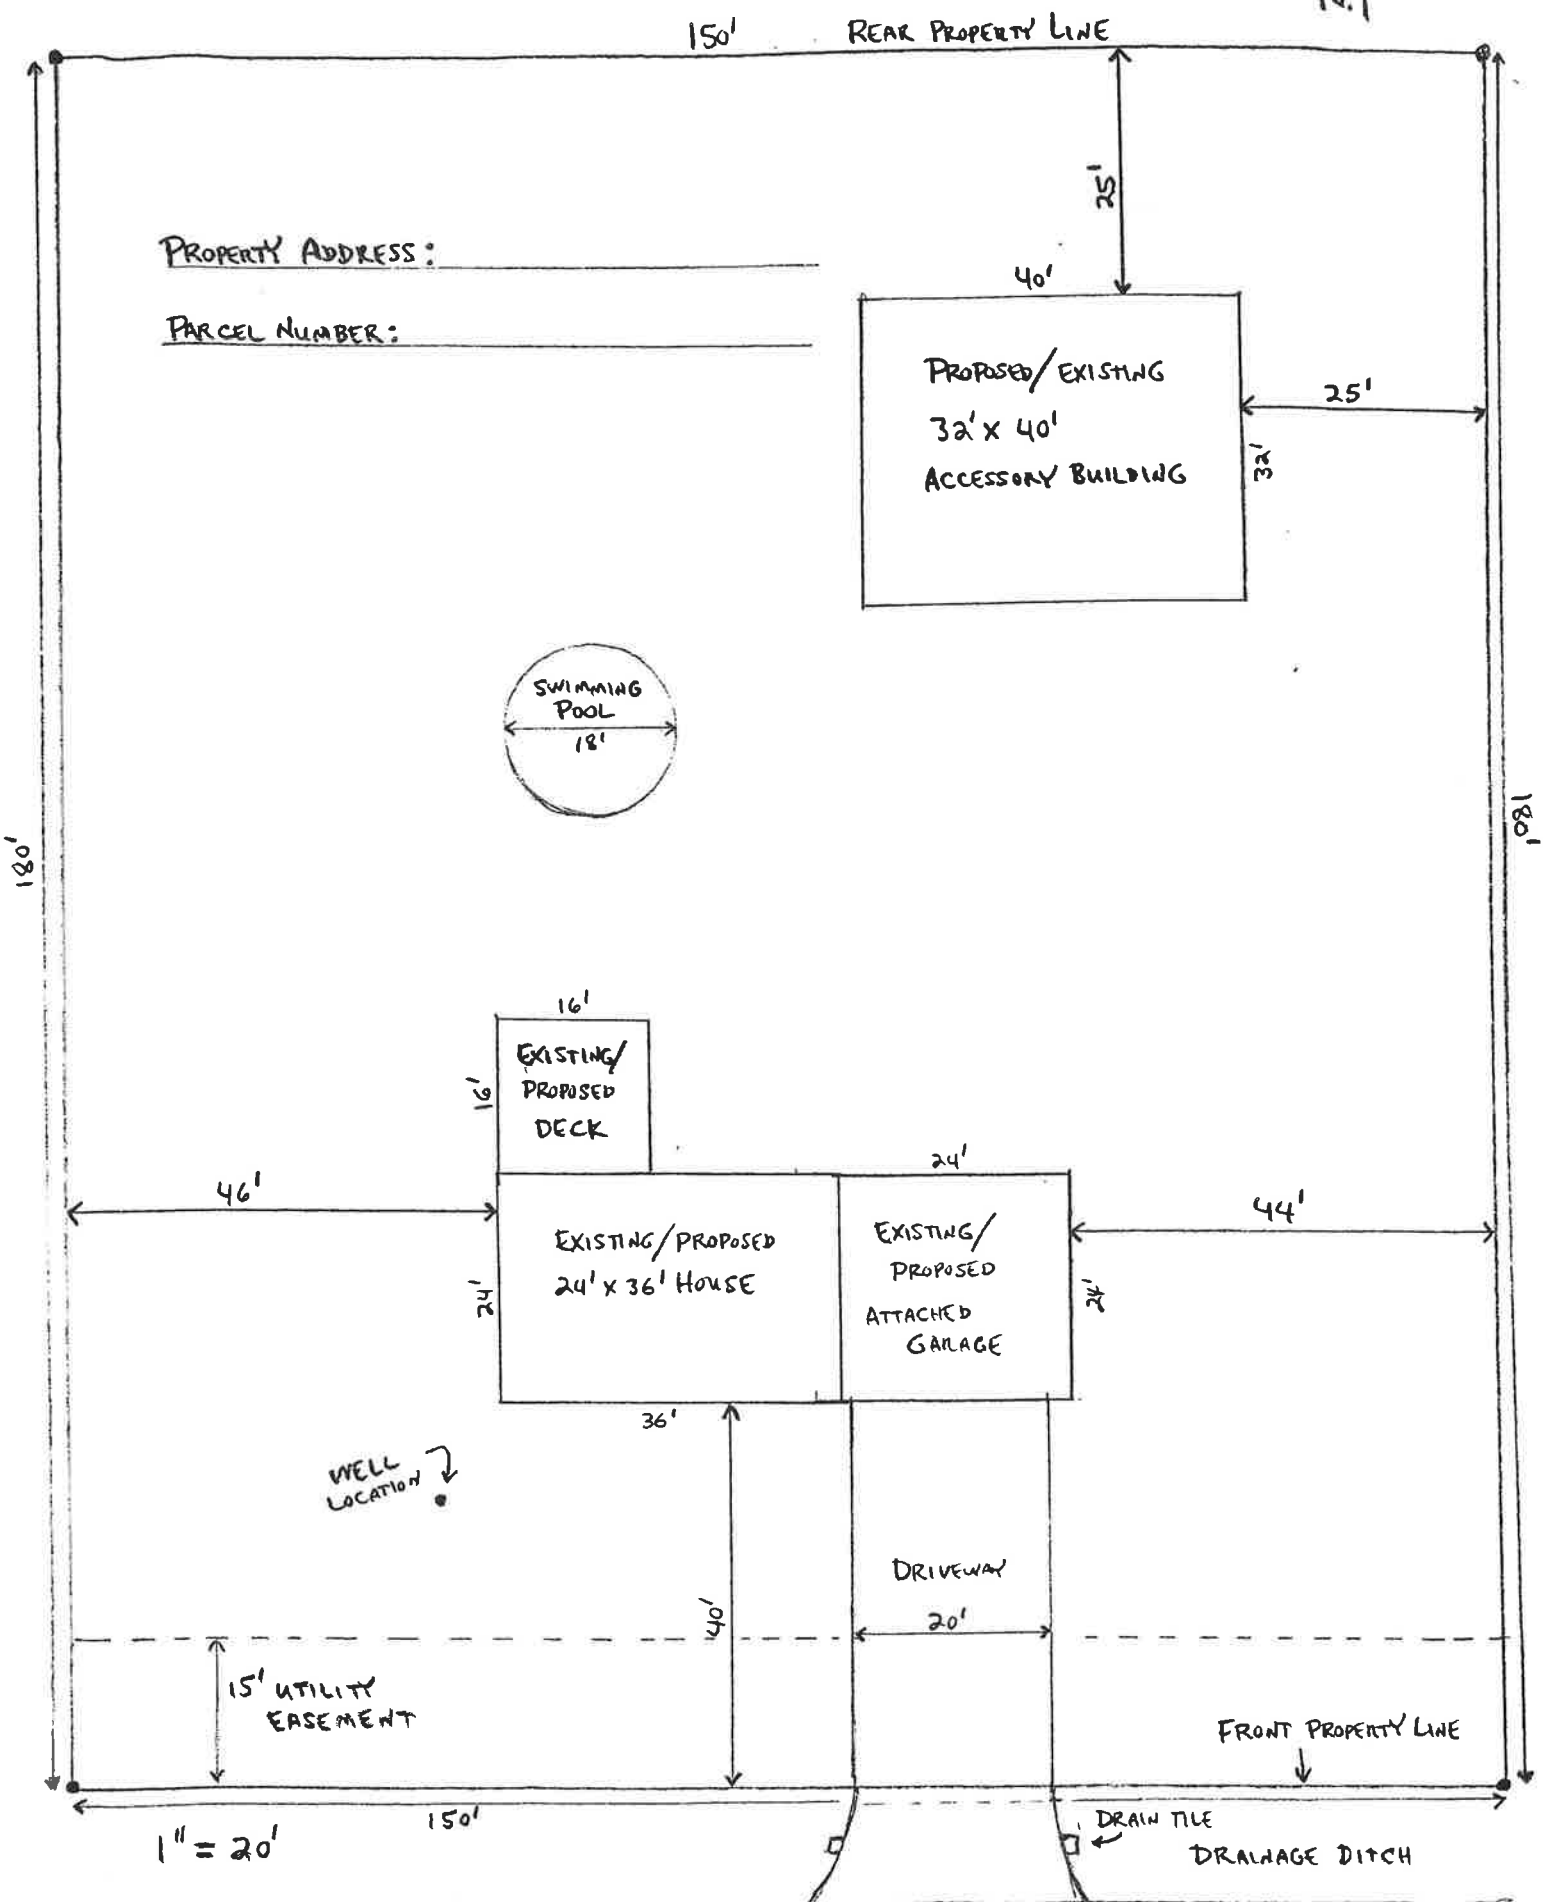 150' REAR PROPERTY LINE
25'
PROPERTY ADDRESS:
40'
PARCEL NUMBER:
PROPOSED/EXISTING
32' X 40'
ACCESSORY BUILDING
25'
32'
SWIMMING
POOL
18'
180'
180'
16'
16'
EXISTING/
PROPOSED
DECK
46'
24'
44'
EXISTING/PROPOSED
24' X 36' HOUSE
24'
EXISTING/
PROPOSED
ATTACHED
GARAGE
24'
36'
WELL
LOCATION
40'
DRIVEWAY
20'
15' UTILITY
EASEMENT
FRONT PROPERTY LINE
150'
1" = 20'
DRAIN TILE
DRAINAGE DITCH